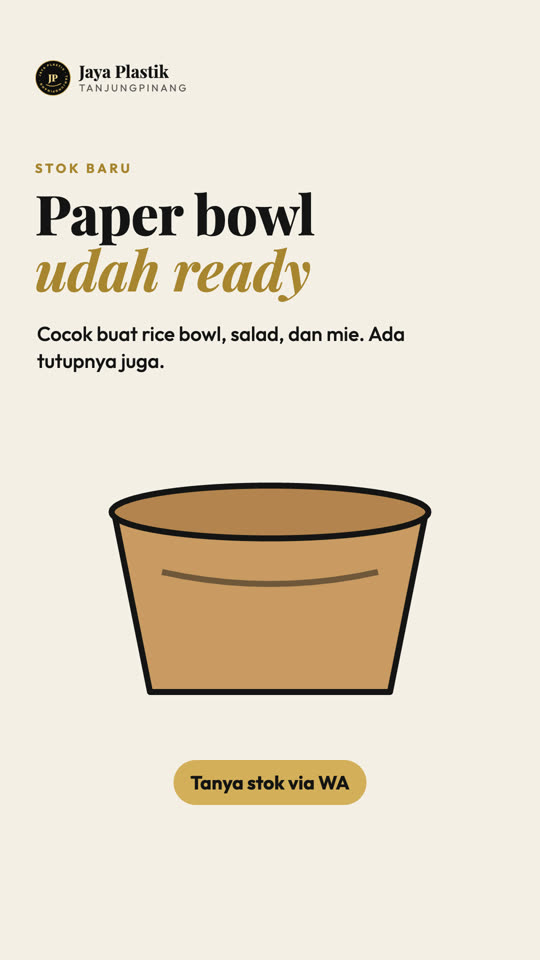 JP
Jaya Plastik
TANJUNGPINANG
STOK BARU
Paper bowl
udah ready
Cocok buat rice bowl, salad, dan mie. Ada
tutupnya juga.
Tanya stok via WA